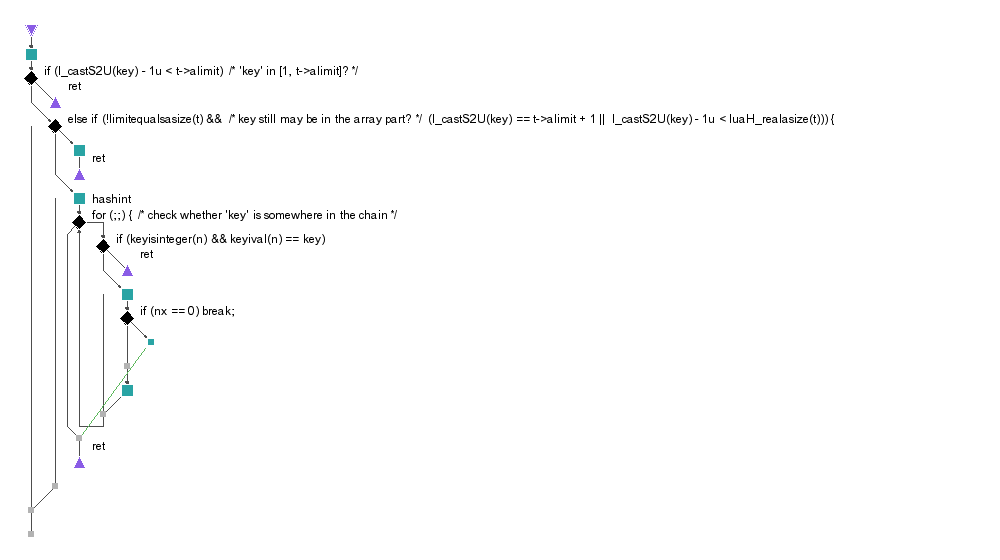 if (l_castS2U(key) - 1u < t->alimit)  /* 'key' in [1, t->alimit]? */
ret
else if (!limitequalsasize(t) &&  /* key still may be in the array part? */  (l_castS2U(key) == t->alimit + 1 ||  l_castS2U(key) - 1u < luaH_realasize(t))) {
ret
hashint
for (;;) {  /* check whether 'key' is somewhere in the chain */
if (keyisinteger(n) && keyival(n) == key)
ret
if (nx == 0) break;
ret